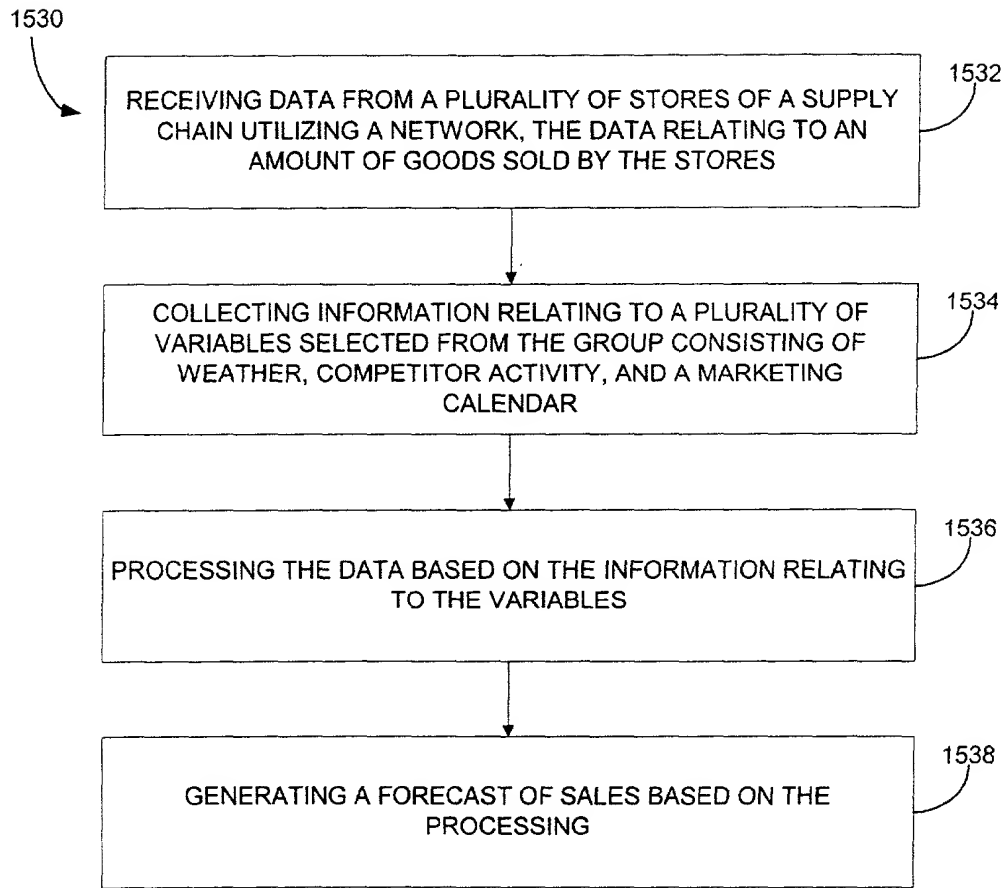 1530
1532
RECEIVING DATA FROM A PLURALITY OF STORES OF A SUPPLY
CHAIN UTILIZING A NETWORK, THE DATA RELATING TO AN
AMOUNT OF GOODS SOLD BY THE STORES
1534
COLLECTING INFORMATION RELATING TO A PLURALITY OF
VARIABLES SELECTED FROM THE GROUP CONSISTING OF
WEATHER, COMPETITOR ACTIVITY, AND A MARKETING
CALENDAR
1536
PROCESSING THE DATA BASED ON THE INFORMATION RELATING
TO THE VARIABLES
1538
GENERATING A FORECAST OF SALES BASED ON THE
PROCESSING